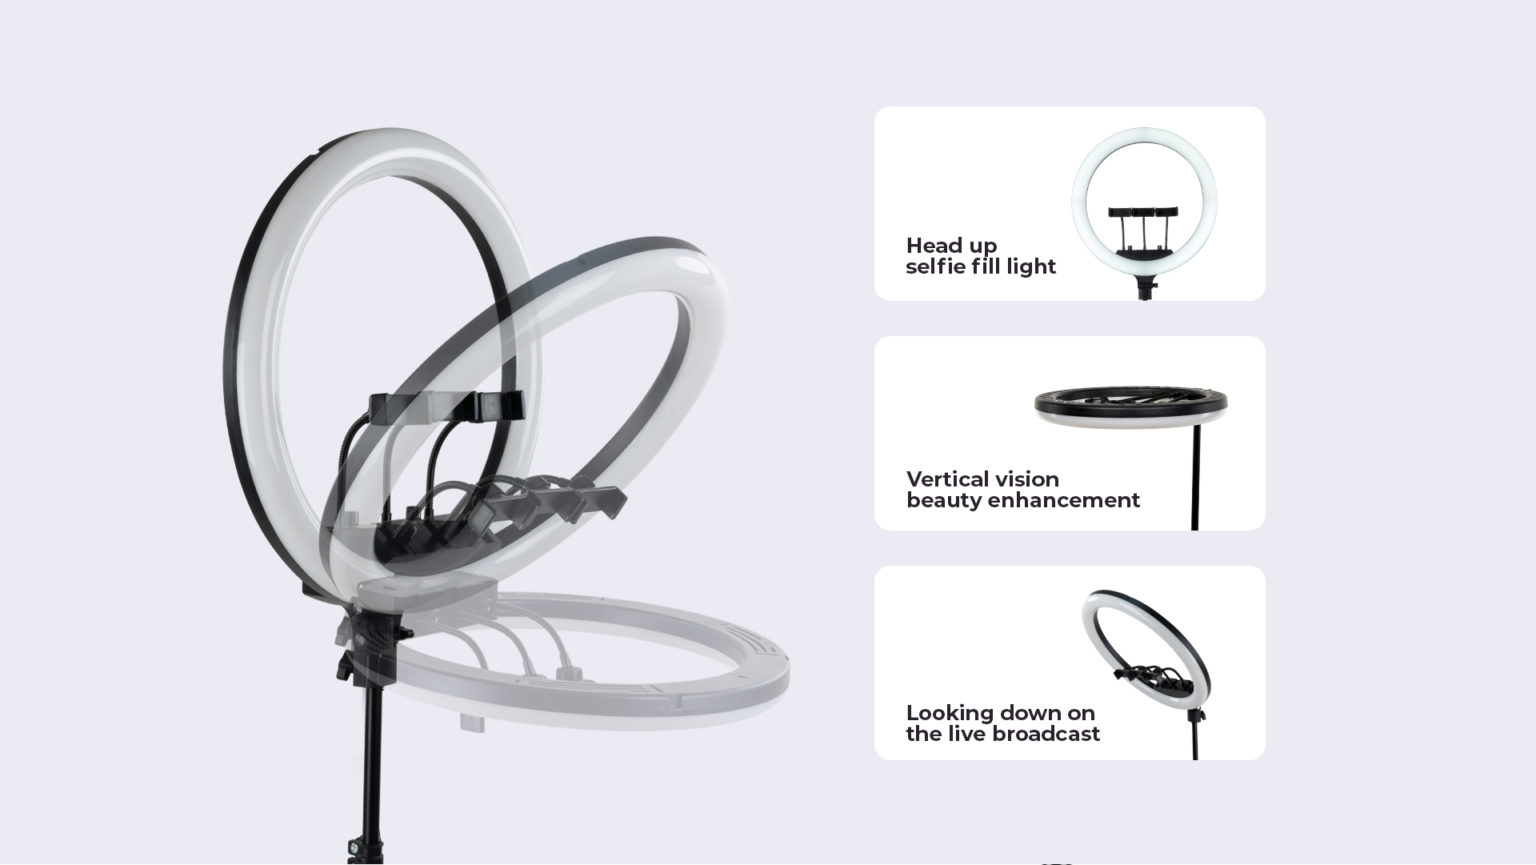 Head up
selfie fill light
Vertical vision
beauty enhancement
Looking down on
the live broadcast